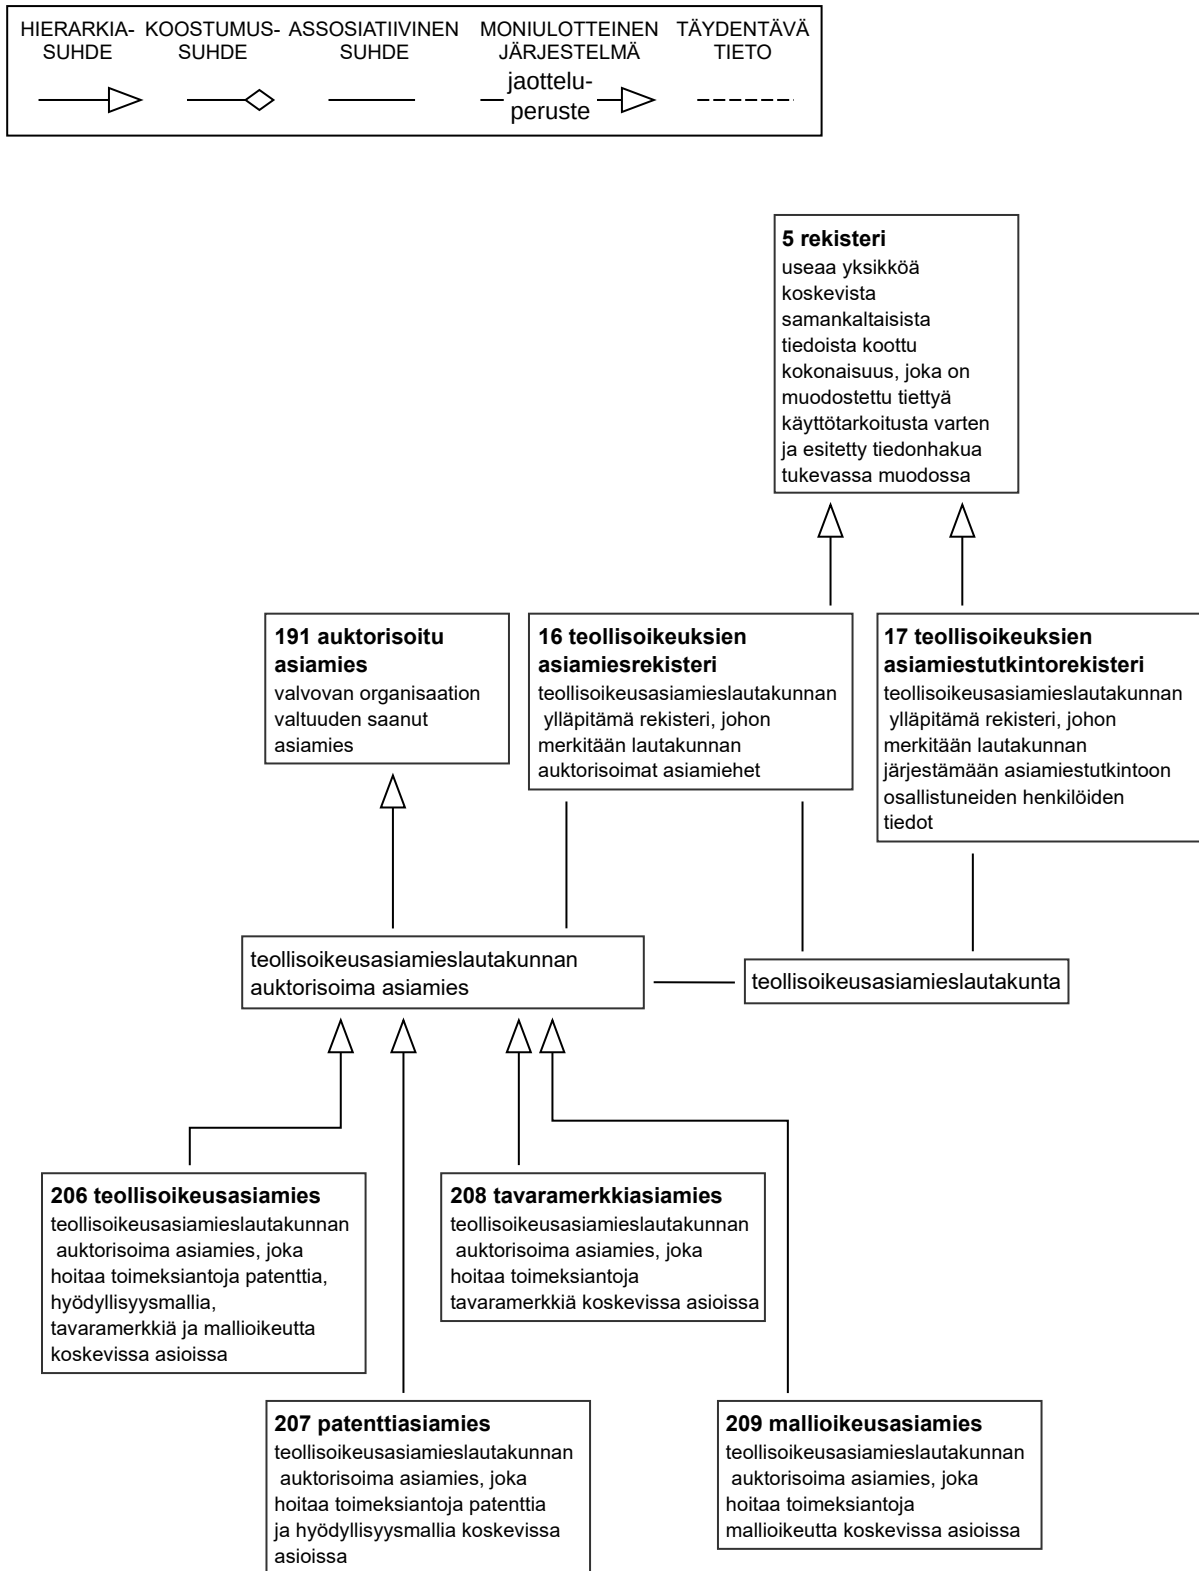 HIERARKIA-
SUHDE
KOOSTUMUS-
SUHDE
ASSOSIATIIVINEN
SUHDE
MONIULOTTEINEN
JÄRJESTELMÄ
jaottelu-
peruste
TÄYDENTÄVÄ
TIETO
5 rekisteri
useaa yksikköä
koskevista
samankaltaisista
tiedoista koottu
kokonaisuus, joka on
muodostettu tiettyä
käyttötarkoitusta varten
ja esitetty tiedonhakua
tukevassa muodossa
191 auktorisoitu
asiamies
valvovan organisaation
valtuuden saanut
asiamies
16 teollisoikeuksien
asiamiesrekisteri
teollisoikeusasiamieslautakunnan
ylläpitämä rekisteri, johon
merkitään lautakunnan
auktorisoimat asiamiehet
17 teollisoikeuksien
asiamiestutkintorekisteri
teollisoikeusasiamieslautakunnan
ylläpitämä rekisteri, johon
merkitään lautakunnan
järjestämään asiamiestutkintoon
osallistuneiden henkilöiden
tiedot
teollisoikeusasiamieslautakunnan
auktorisoima asiamies
teollisoikeusasiamieslautakunta
206 teollisoikeusasiamies
teollisoikeusasiamieslautakunnan
auktorisoima asiamies, joka
hoitaa toimeksiantoja patenttia,
hyödyllisyysmallia,
tavaramerkkiä ja mallioikeutta
koskevissa asioissa
208 tavaramerkkiasiamies
teollisoikeusasiamieslautakunnan
auktorisoima asiamies, joka
hoitaa toimeksiantoja
tavaramerkkiä koskevissa asioissa
207 patenttiasiamies
teollisoikeusasiamieslautakunnan
auktorisoima asiamies, joka
hoitaa toimeksiantoja patenttia
ja hyödyllisyysmallia koskevissa
asioissa
209 mallioikeusasiamies
teollisoikeusasiamieslautakunnan
auktorisoima asiamies, joka
hoitaa toimeksiantoja
mallioikeutta koskevissa asioissa